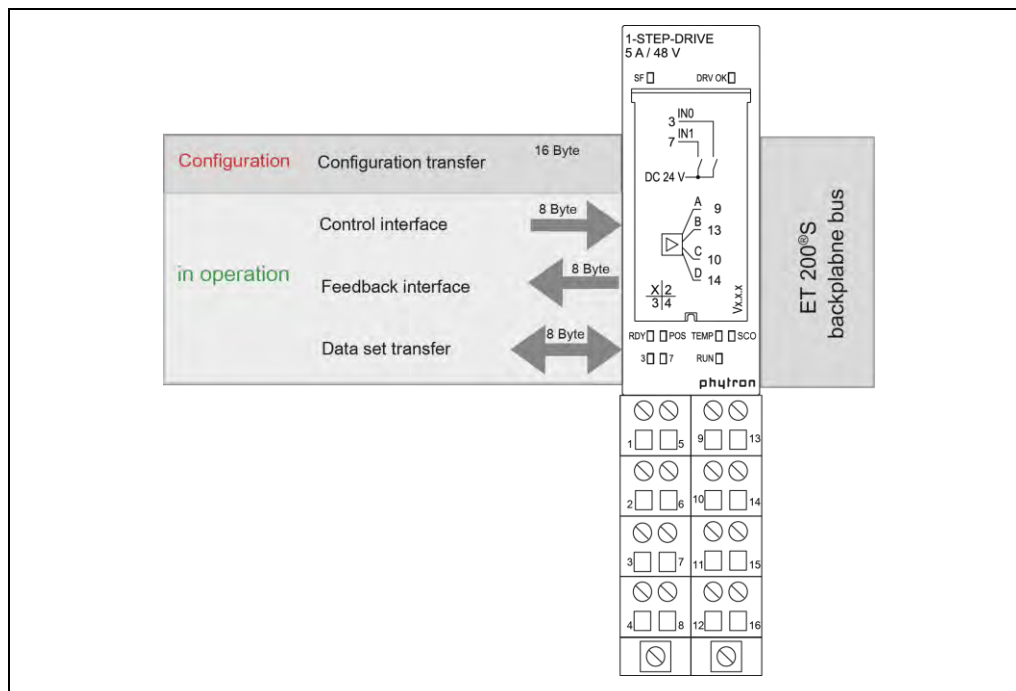 1-STEP-DRIVE
5 A / 48 V
SF DRV OK
IN0
3
IN1
7
DC 24 V
A 9
B 13
C 10
D 14
X 2
3 4
Vx.x.x
RDY POS TEMP SCO
3 7 RUN
phytron
Configuration Configuration transfer 16 Byte
Control interface 8 Byte
in operation
Feedback interface 8 Byte
Data set transfer 8 Byte
ET 200®S
backplabne bus
1 5 9 13
2 6 10 14
3 7 11 15
4 8 12 16